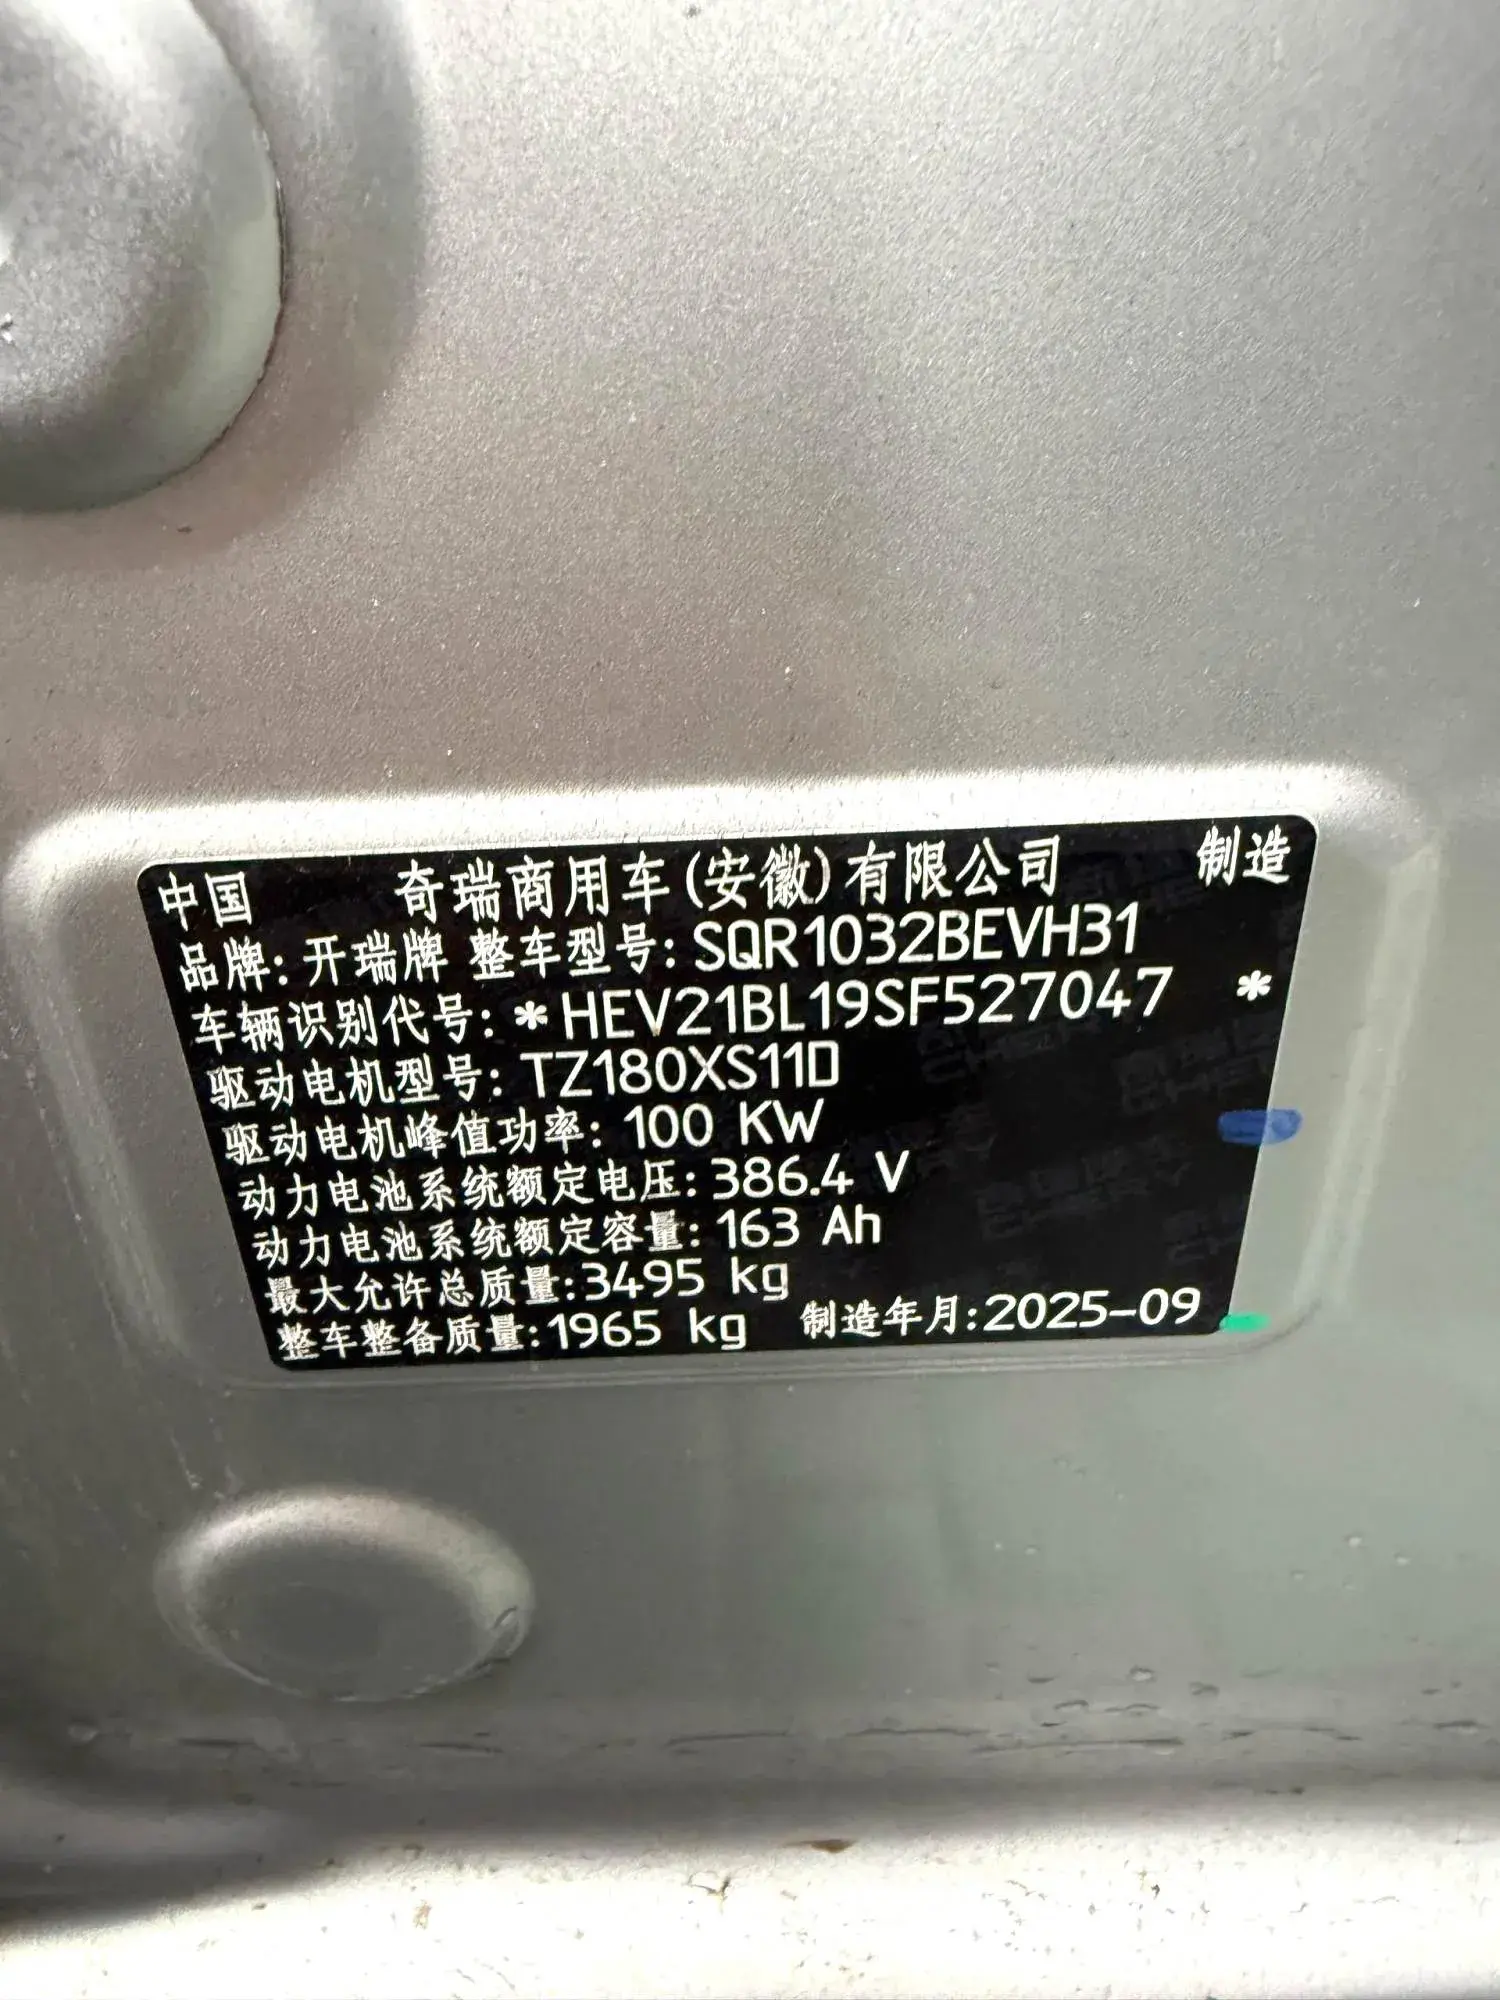 中国 奇瑞商用车(安徽)有限公司 制造
品牌:开瑞牌 整车型号:SQR1032BEVH31
车辆识别代号:*HEV21BL19SF527047 *
驱动电机型号: TZ180XS11D
驱动电机峰值功率: 100 KW
动力电池系统额定电压:386.4 V
动力电池系统额定容量: 163 Ah
最大允许总质量:3495 kg
整车整备质量:1965 kg 制造年月:2025-09